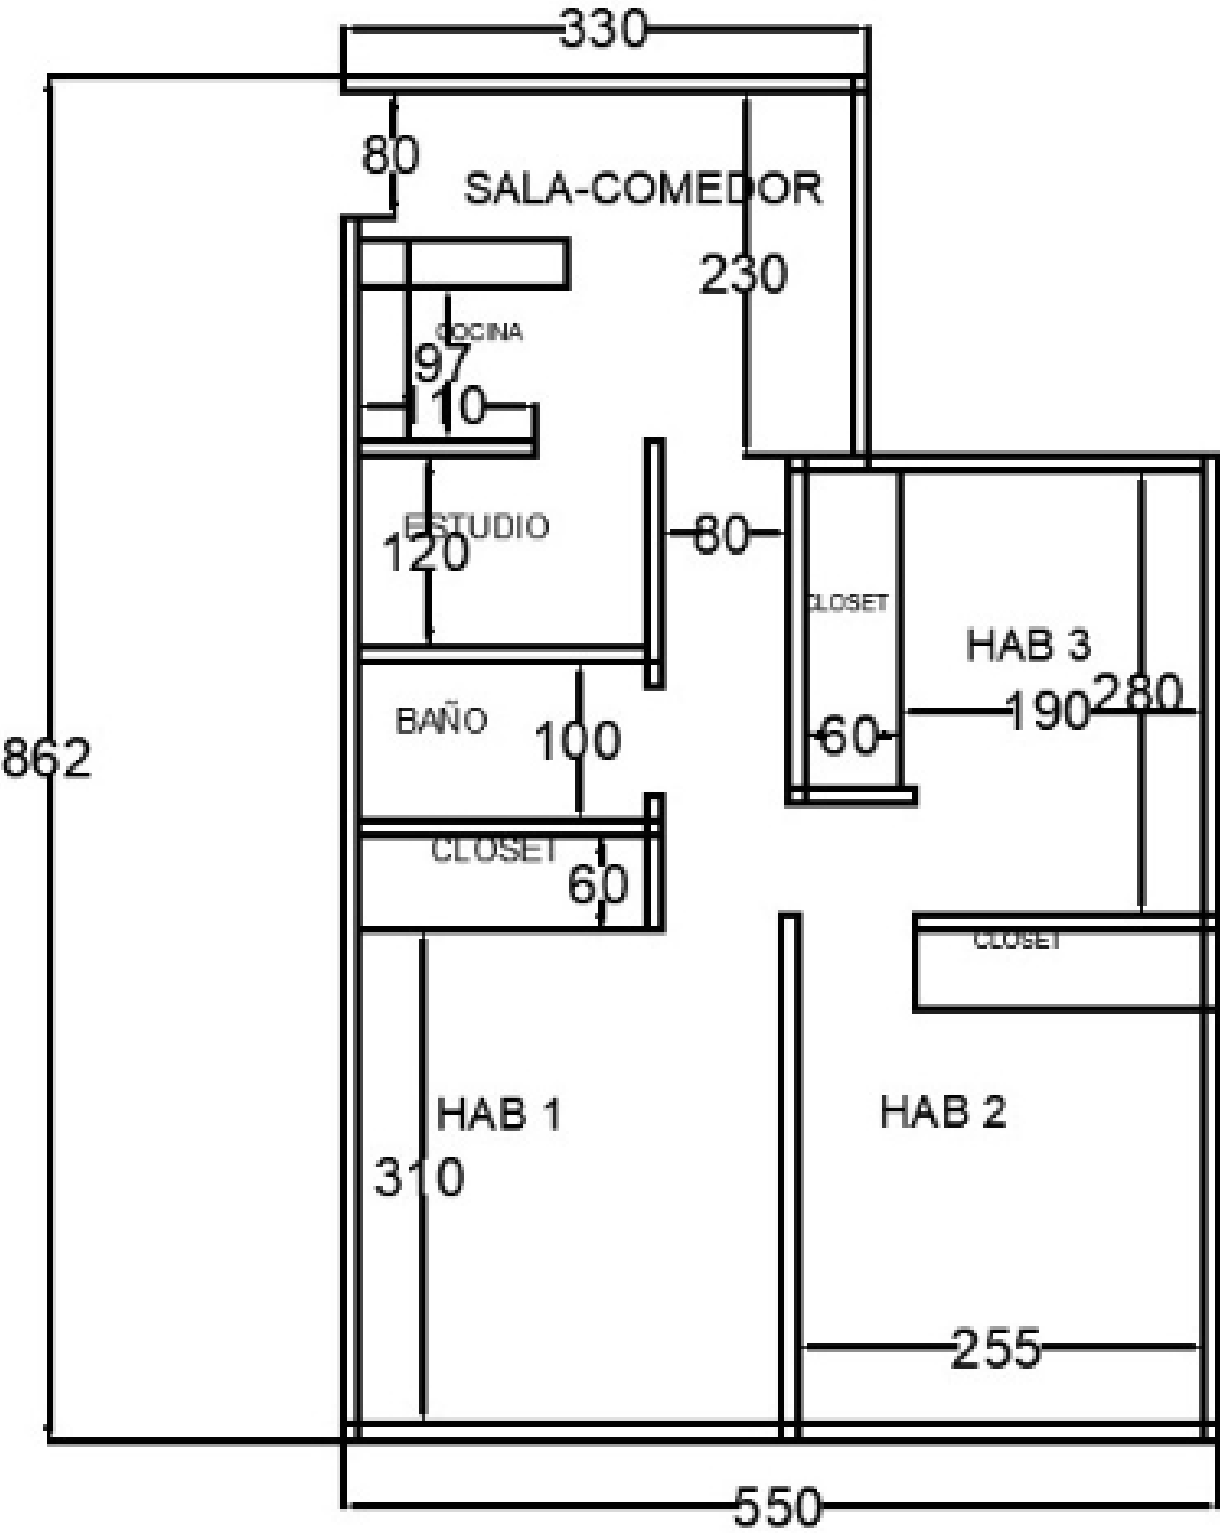 330
80
SALA-COMEDOR
230
COCINA
97
110
ESTUDIO
120
80
CLOSET
HAB 3
190
280
60
BAÑO
100
862
CLOSET
60
CLOSET
HAB 1
HAB 2
310
255
550